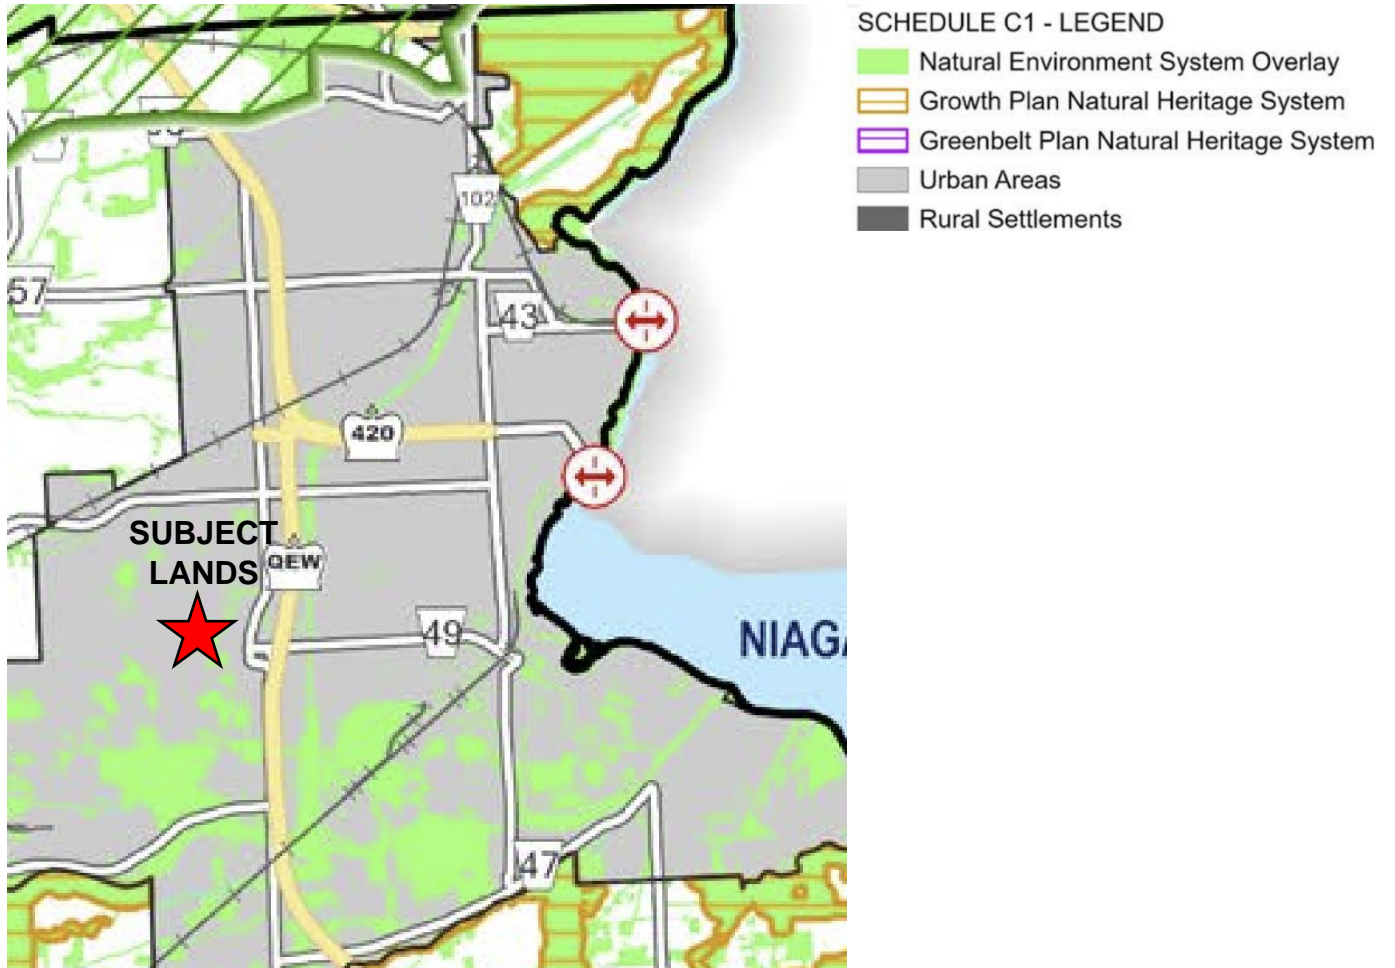 SCHEDULE C1 - LEGEND
Natural Environment System Overlay
Growth Plan Natural Heritage System
Greenbelt Plan Natural Heritage System
Urban Areas
Rural Settlements
102
57
43
420
SUBJECT
LANDS
QEW
49
NIAGA
47